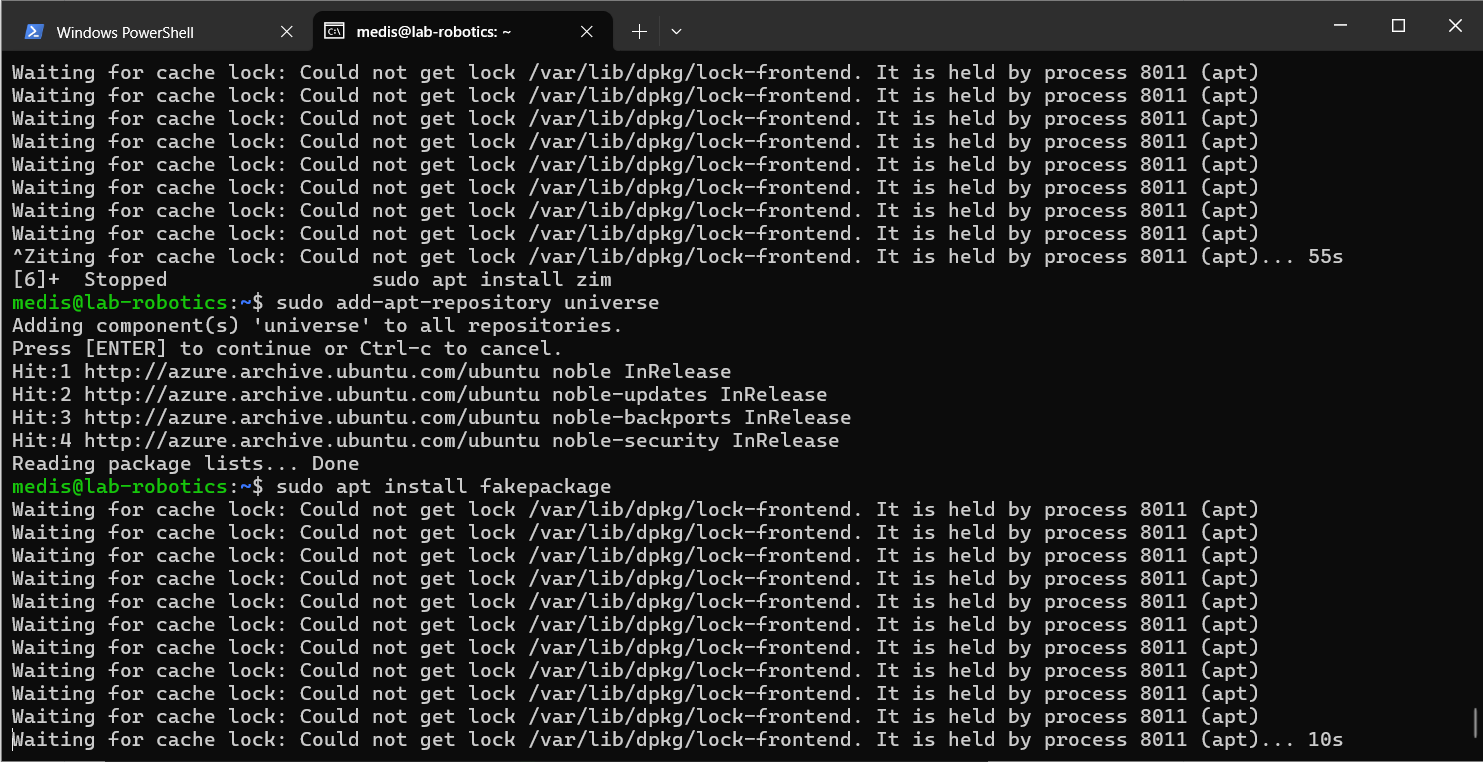 Windows PowerShell
medis@lab-robotics: ~
Waiting for cache lock: Could not get lock /var/lib/dpkg/lock-frontend. It is held by process 8011 (apt)
Waiting for cache lock: Could not get lock /var/lib/dpkg/lock-frontend. It is held by process 8011 (apt)
Waiting for cache lock: Could not get lock /var/lib/dpkg/lock-frontend. It is held by process 8011 (apt)
Waiting for cache lock: Could not get lock /var/lib/dpkg/lock-frontend. It is held by process 8011 (apt)
Waiting for cache lock: Could not get lock /var/lib/dpkg/lock-frontend. It is held by process 8011 (apt)
Waiting for cache lock: Could not get lock /var/lib/dpkg/lock-frontend. It is held by process 8011 (apt)
Waiting for cache lock: Could not get lock /var/lib/dpkg/lock-frontend. It is held by process 8011 (apt)
Waiting for cache lock: Could not get lock /var/lib/dpkg/lock-frontend. It is held by process 8011 (apt)
^Ziting for cache lock: Could not get lock /var/lib/dpkg/lock-frontend. It is held by process 8011 (apt)... 55s
[6]+  Stopped                 sudo apt install zim
medis@lab-robotics:~$ sudo add-apt-repository universe
Adding component(s) 'universe' to all repositories.
Press [ENTER] to continue or Ctrl-c to cancel.
Hit:1 http://azure.archive.ubuntu.com/ubuntu noble InRelease
Hit:2 http://azure.archive.ubuntu.com/ubuntu noble-updates InRelease
Hit:3 http://azure.archive.ubuntu.com/ubuntu noble-backports InRelease
Hit:4 http://azure.archive.ubuntu.com/ubuntu noble-security InRelease
Reading package lists... Done
medis@lab-robotics:~$ sudo apt install fakepackage
Waiting for cache lock: Could not get lock /var/lib/dpkg/lock-frontend. It is held by process 8011 (apt)
Waiting for cache lock: Could not get lock /var/lib/dpkg/lock-frontend. It is held by process 8011 (apt)
Waiting for cache lock: Could not get lock /var/lib/dpkg/lock-frontend. It is held by process 8011 (apt)
Waiting for cache lock: Could not get lock /var/lib/dpkg/lock-frontend. It is held by process 8011 (apt)
Waiting for cache lock: Could not get lock /var/lib/dpkg/lock-frontend. It is held by process 8011 (apt)
Waiting for cache lock: Could not get lock /var/lib/dpkg/lock-frontend. It is held by process 8011 (apt)
Waiting for cache lock: Could not get lock /var/lib/dpkg/lock-frontend. It is held by process 8011 (apt)
Waiting for cache lock: Could not get lock /var/lib/dpkg/lock-frontend. It is held by process 8011 (apt)
Waiting for cache lock: Could not get lock /var/lib/dpkg/lock-frontend. It is held by process 8011 (apt)
Waiting for cache lock: Could not get lock /var/lib/dpkg/lock-frontend. It is held by process 8011 (apt)
Waiting for cache lock: Could not get lock /var/lib/dpkg/lock-frontend. It is held by process 8011 (apt)... 10s